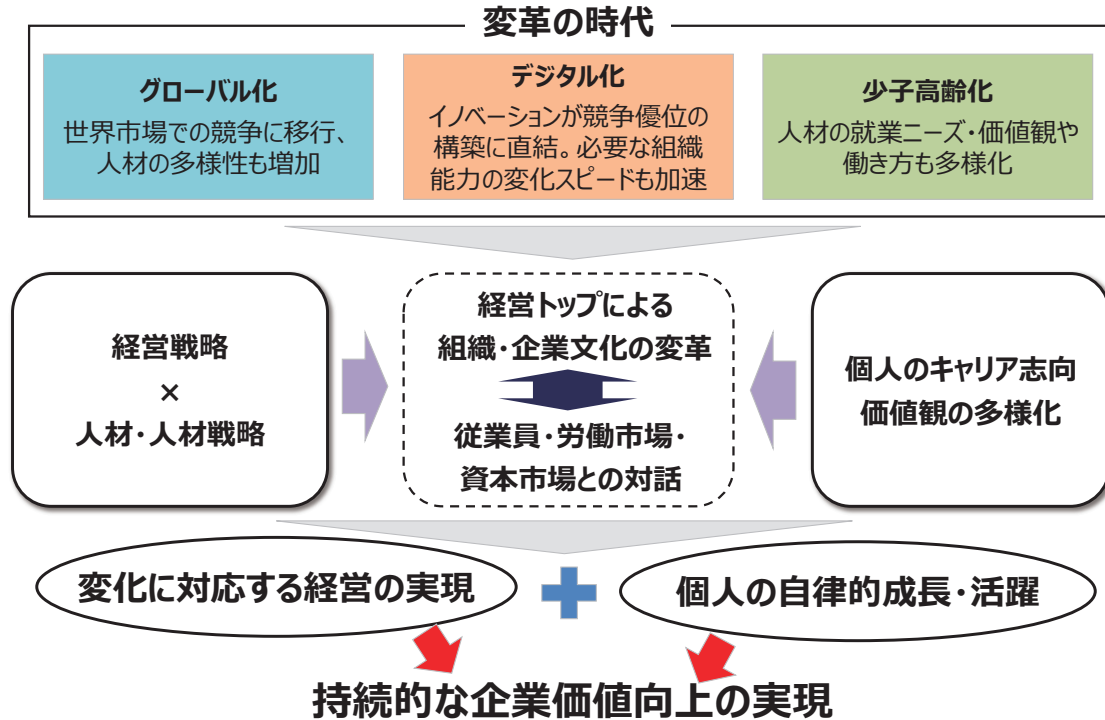 変革の時代
グローバル化
世界市場での競争に移行、
人材の多様性も増加
デジタル化
イノベーションが競争優位の
構築に直結。必要な組織
能力の変化スピードも加速
少子高齢化
人材の就業ニーズ・価値観や
働き方も多様化
経営戦略
×
人材・人材戦略
経営トップによる
組織・企業文化の変革
従業員・労働市場・
資本市場との対話
個人のキャリア志向
価値観の多様化
変化に対応する経営の実現
個人の自律的成長・活躍
持続的な企業価値向上の実現